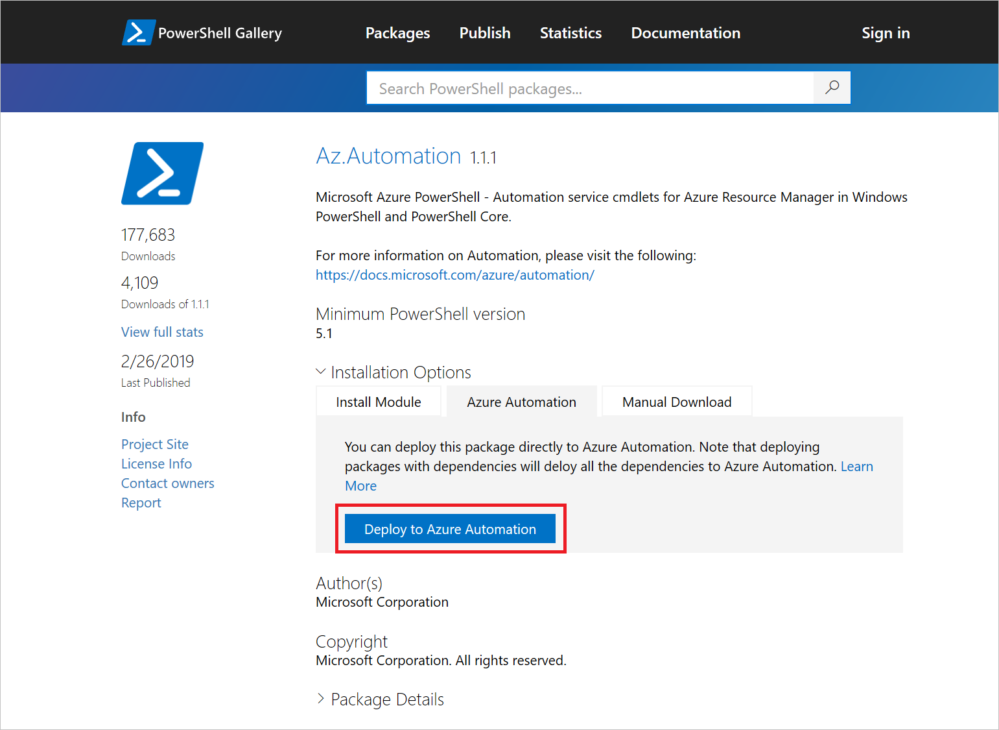 PowerShell Gallery
Packages
Publish
Statistics
Documentation
Sign in
Search PowerShell packages...
177,683
Downloads
4,109
Downloads of 1.1.1
View full stats
2/26/2019
Last Published
Info
Project Site
License Info
Contact owners
Report
Az.Automation 1.1.1
Microsoft Azure PowerShell - Automation service cmdlets for Azure Resource Manager in Windows
PowerShell and PowerShell Core.
For more information on Automation, please visit the following:
https://docs.microsoft.com/azure/automation/
Minimum PowerShell version
5.1
Installation Options
Install Module
Azure Automation
Manual Download
You can deploy this package directly to Azure Automation. Note that deploying
packages with dependencies will deloy all the dependencies to Azure Automation. Learn
More
Deploy to Azure Automation
Author(s)
Microsoft Corporation
Copyright
Microsoft Corporation. All rights reserved.
Package Details